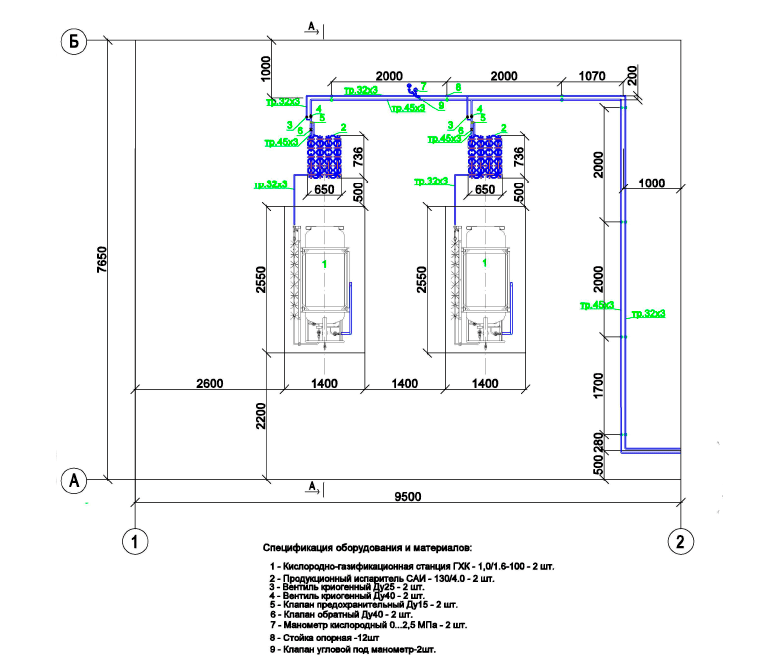 А
Б
2000
2000
1070
200
1000
7
8
тр.32х3
тр.32х3
9
тр.45х3
4
4
3
5
3
5
6
2
6
2
тр.45х3
тр.45х3
736
736
2000
тр.32х3
650
500
650
500
1000
7650
1
1
2550
2550
2000
тр.45х3
тр.32х3
2600
1400
1400
1400
1700
2200
280
500
А
А
9500
1
2
Спецификация оборудования и материалов:
1 - Кислородно-газификационная станция ГХК - 1,0/1.6-100 - 2 шт.
2 - Продукционный испаритель САИ - 130/4.0 - 2 шт.
3 - Вентиль криогенный Ду25 - 2 шт.
4 - Вентиль криогенный Ду40 - 2 шт.
5 - Клапан предохранительный Ду15 - 2 шт.
6 - Клапан обратный Ду40 - 2 шт.
7 - Манометр кислородный 0...2,5 МПа - 2 шт.
8 - Стойка опорная -12шт
9 - Клапан угловой под манометр-2шт.